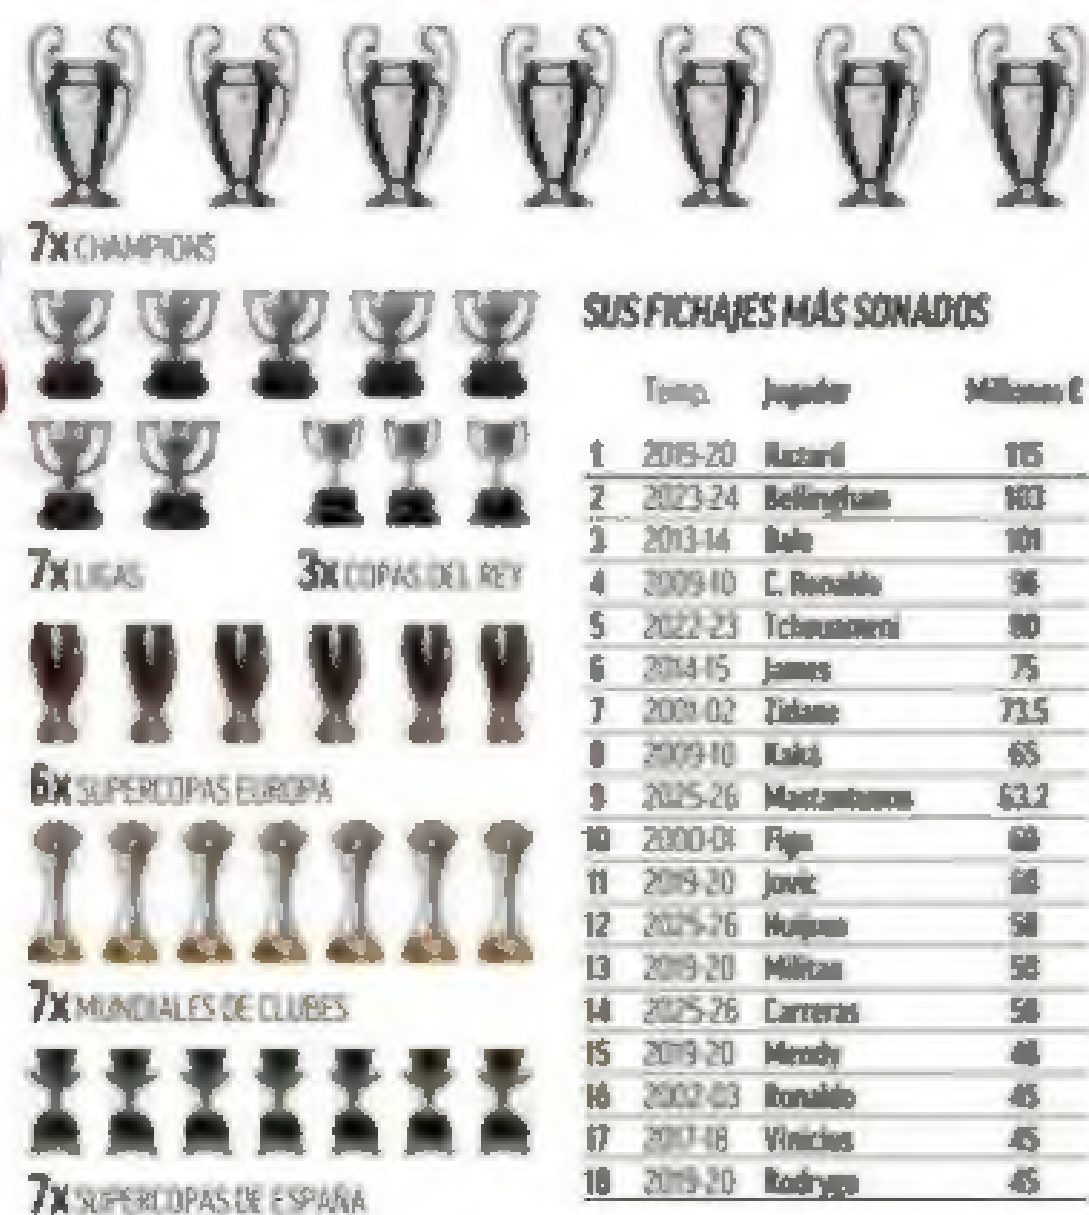 7x CHAMPIONS
7x LIGAS
3x COPAS DEL REY
6x SUPERCOPAS EUROPA
7x MUNDIALES DE CLUBES
7x SUPERCOPAS DE ESPAÑA
SUS FICHAJES MÁS SONADOS
Temp. Jugador Millones €
1 2019-20 Hazard 115
2 2023-24 Bellingham 103
3 2013-14 Bale 101
4 2009-10 C. Ronaldo 96
5 2022-23 Tchouameni 80
6 2014-15 James 75
7 2001-02 Zidane 73.5
8 2009-10 Kaká 65
9 2025-26 Mastantuono 63.2
10 2000-01 Figo 60
11 2019-20 Jovic 60
12 2025-26 Huijsen
13 2019-20 Militao 50
14 2025-26 Carreras 50
15 2019-20 Mendy
16 2002-03 Ronaldo 45
17 2017-18 Vinicius 45
18 2019-20 Rodrygo 45